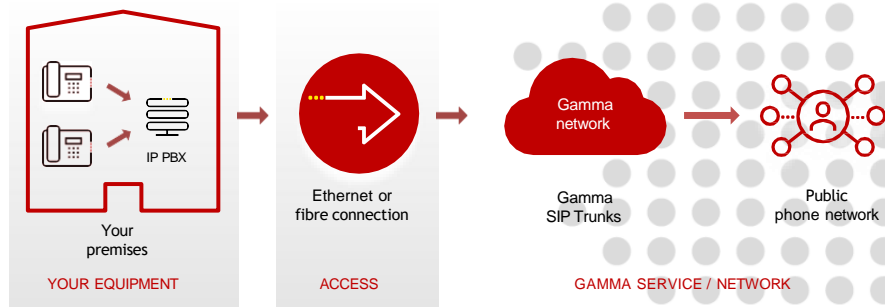 IP PBX
Your
premises
YOUR EQUIPMENT
Ethernet or
fibre connection
ACCESS
Gamma
network
Gamma
SIP Trunks
Public
phone network
GAMMA SERVICE / NETWORK